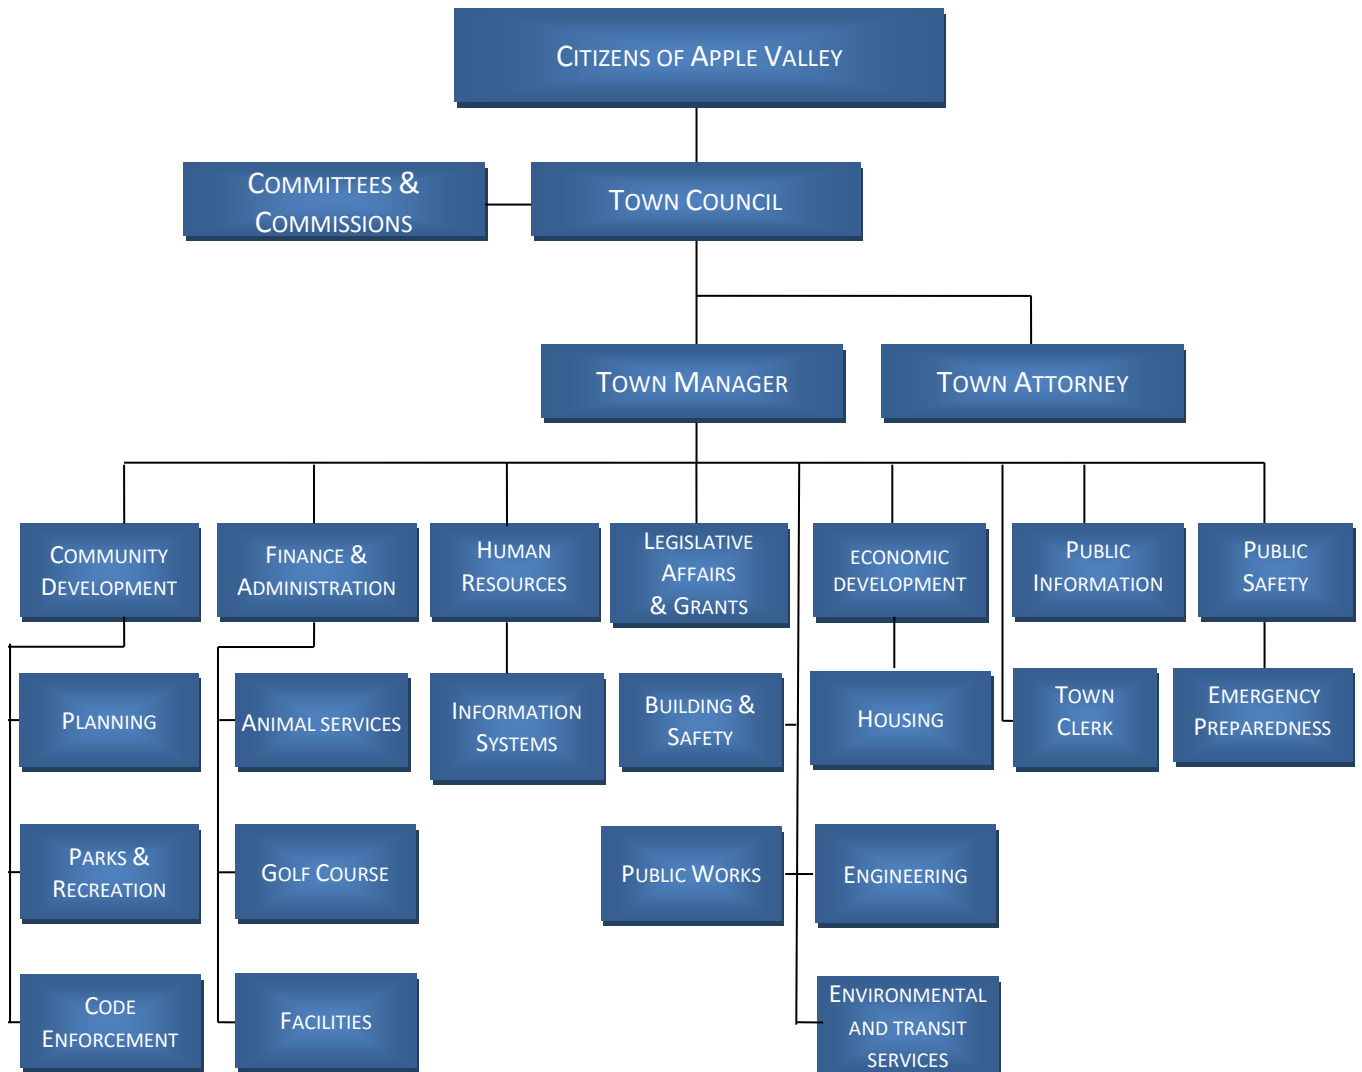 CITIZENS OF APPLE VALLEY
COMMITTEES &
COMMISSIONS
TOWN COUNCIL
TOWN MANAGER
TOWN ATTORNEY
COMMUNITY
DEVELOPMENT
FINANCE &
ADMINISTRATION
HUMAN
RESOURCES
LEGISLATIVE
AFFAIRS
& GRANTS
ECONOMIC
DEVELOPMENT
PUBLIC
INFORMATION
PUBLIC
SAFETY
PLANNING
ANIMAL SERVICES
INFORMATION
SYSTEMS
BUILDING &
SAFETY
HOUSING
TOWN
CLERK
EMERGENCY
PREPAREDNESS
PARKS &
RECREATION
GOLF COURSE
PUBLIC WORKS
ENGINEERING
CODE
ENFORCEMENT
FACILITIES
ENVIRONMENTAL
AND TRANSIT
SERVICES